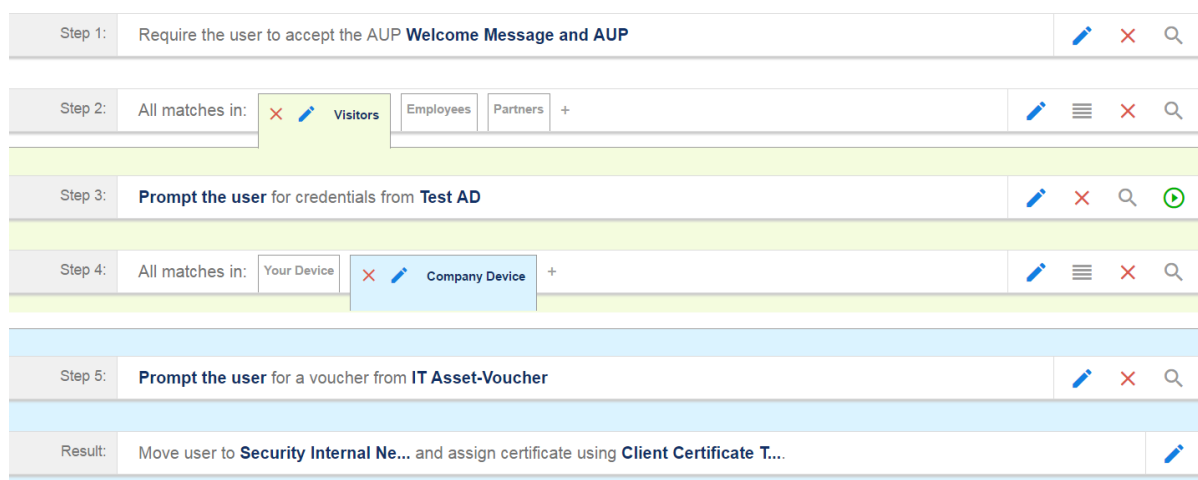 Step 1: Require the user to accept the AUP Welcome Message and AUP
Step 2: All matches in: Visitors Employees Partners +
Step 3: Prompt the user for credentials from Test AD
Step 4: All matches in: Your Device Company Device +
Step 5: Prompt the user for a voucher from IT Asset-Voucher
Result: Move user to Security Internal Ne... and assign certificate using Client Certificate T....